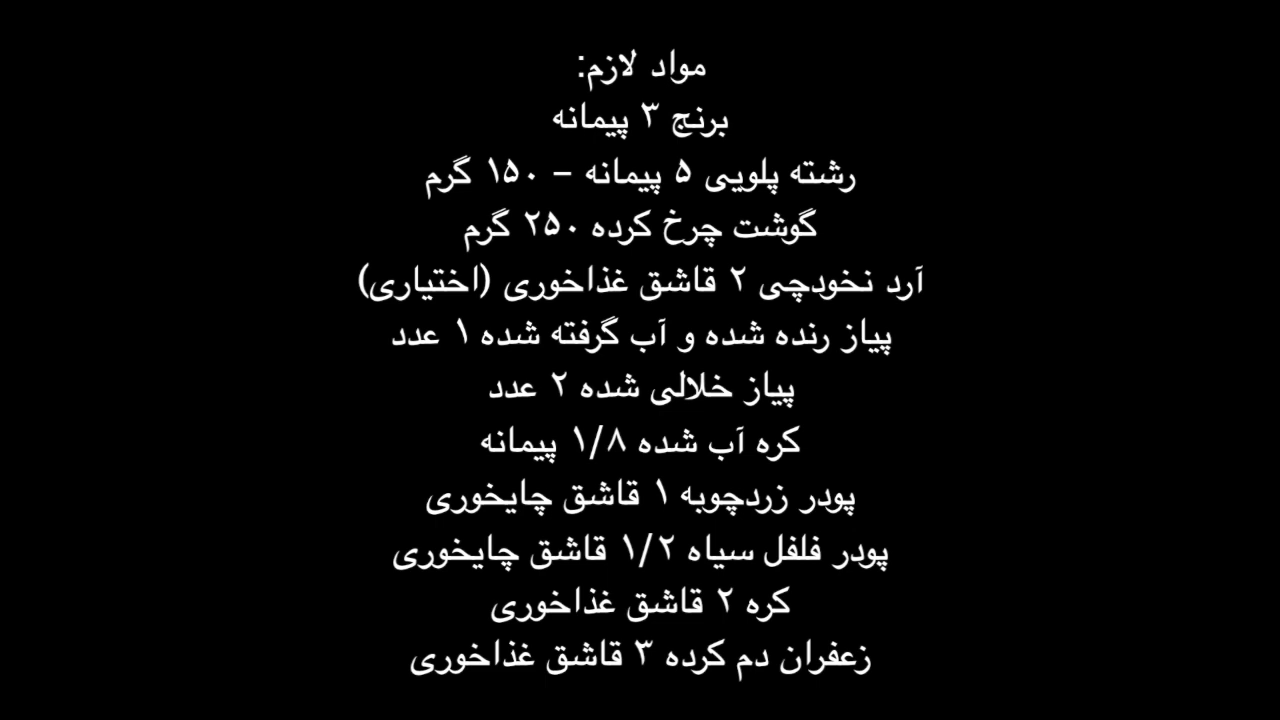 مواد لازم:
برنج ۳ پیمانه
رشته پلویی ۵ پیمانه – ۱۵۰ گرم
گوشت چرخ کرده ۲۵۰ گرم
آرد نخودچی ۲ قاشق غذاخوری (اختیاری)
پیاز رنده شده و آب گرفته شده ۱ عدد
پیاز خلالی شده ۲ عدد
کره آب شده ۱/۸ پیمانه
پودر زردچوبه ۱ قاشق چایخوری
پودر فلفل سیاه ۱/۲ قاشق چایخوری
کره ۲ قاشق غذاخوری
زعفران دم کرده ۳ قاشق غذاخوری